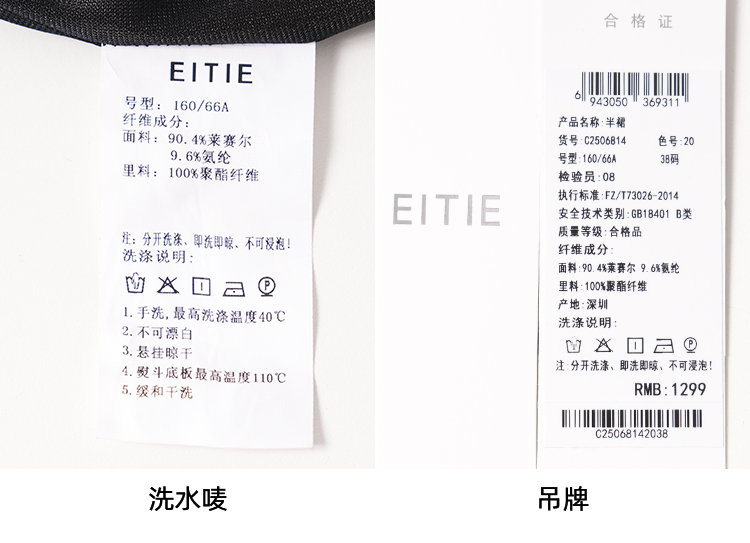 EITIE
号型: 160/66A
纤维成分:
面料: 90.4%莱赛尔
9.6%氨纶
里料: 100%聚酯纤维
注: 分开洗涤、即洗即晾、不可浸泡!
洗涤说明:
1.手洗,最高洗涤温度40℃
2.不可漂白
3.悬挂晾干
4.熨斗底板最高温度110℃
5.缓和干洗
洗水唛
EITIE
合格证
6 943050 369311
产品名称:半裙
货号:C2506814 色号:20
号型:160/66A 38码
检验员:08
执行标准:FZ/T73026-2014
安全技术类别:GB18401 B类
质量等级:合格品
纤维成分:
面料:90.4%莱赛尔 9.6%氨纶
里料:100%聚酯纤维
产地:深圳
洗涤说明:
注:分开洗涤、即洗即晾、不可浸泡!
RMB:1299
C25068142038
吊牌